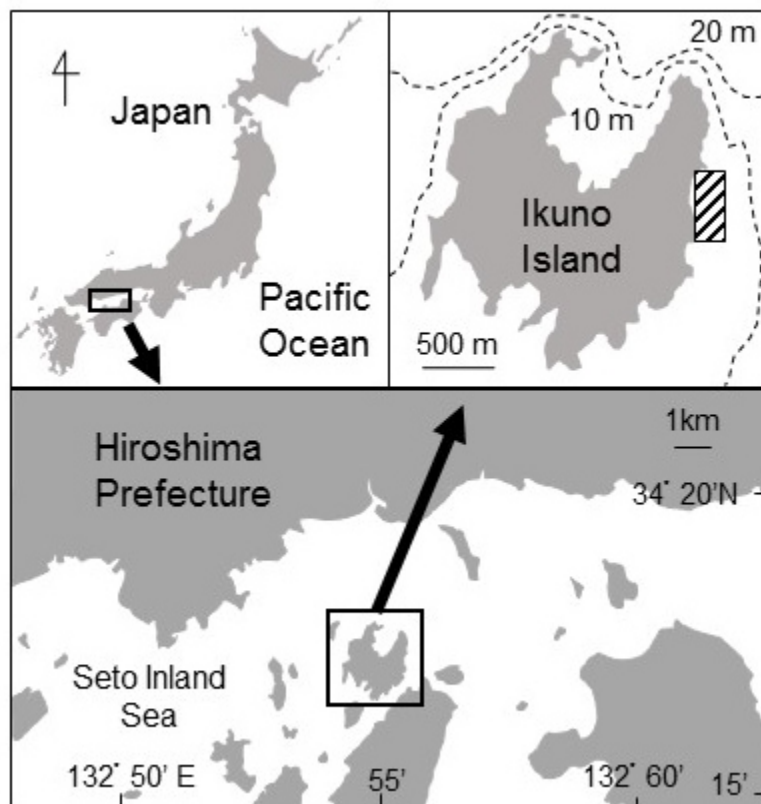 Japan
Pacific
Ocean
20 m
10 m
Ikuno
Island
500 m
Hiroshima
Prefecture
1km
34˚ 20'N
Seto Inland
Sea
132˚ 50' E
55'
132˚ 60'
15'